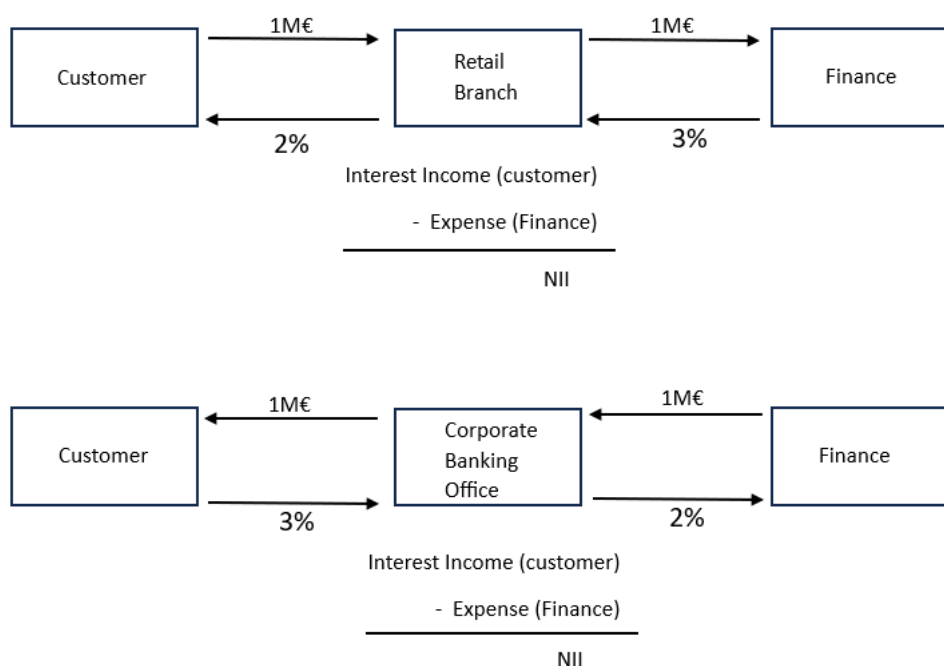 1M€
1M€
Customer
Retail
Branch
Finance
2%
3%
Interest Income (customer)
- Expense (Finance)
NII
1M€
1M€
Customer
Corporate
Banking
Office
Finance
3%
2%
Interest Income (customer)
- Expense (Finance)
NII